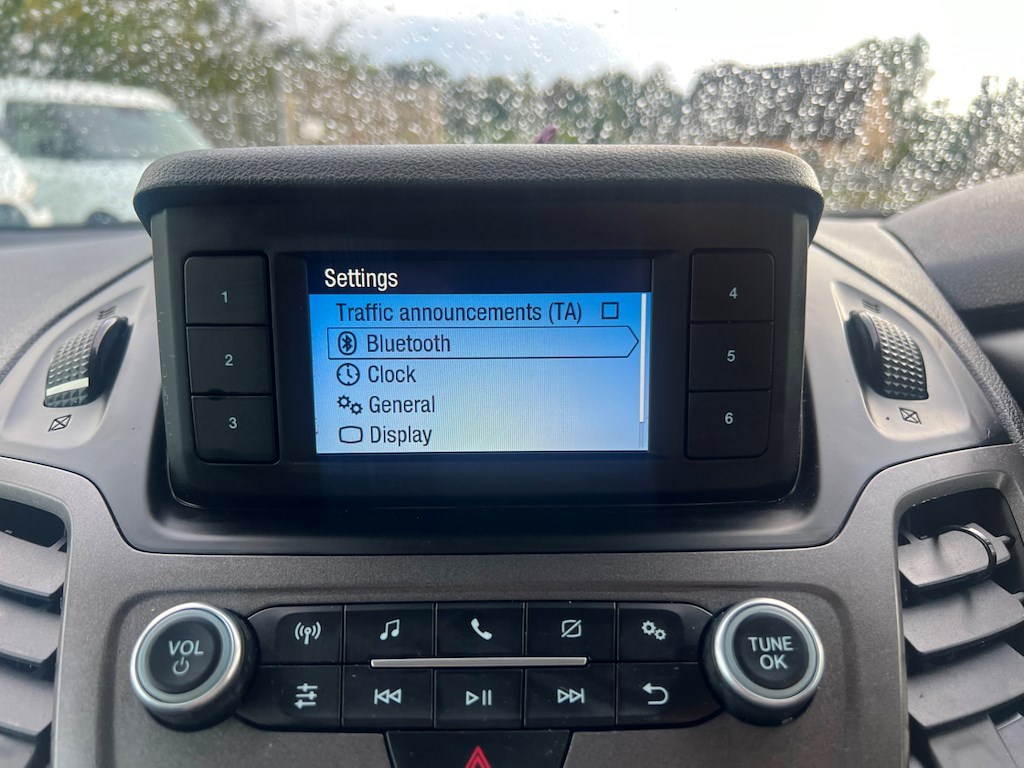 Settings
Traffic announcements (TA)
Bluetooth
Clock
General
Display
1
2
3
4
5
6
VOL
TUNE
OK